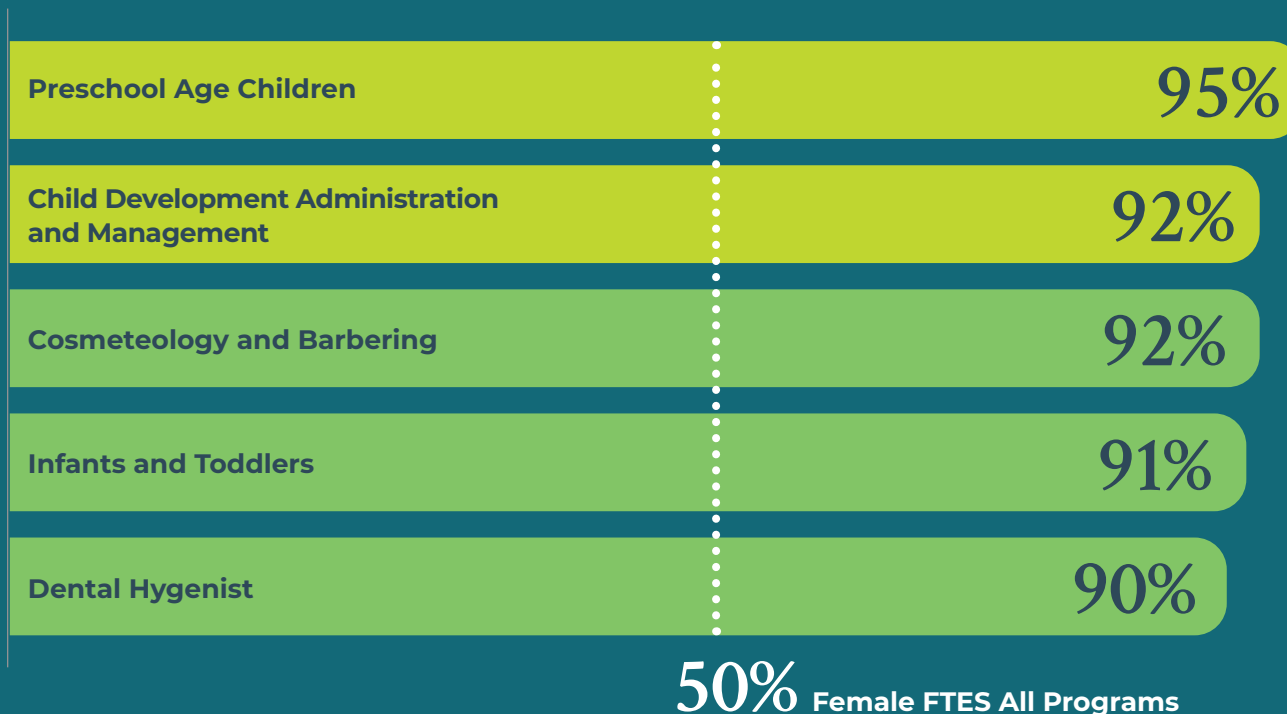 Preschool Age Children 95%
Child Development Administration
and Management 92%
Cosmeteology and Barbering 92%
Infants and Toddlers 91%
Dental Hygenist 90%
50% Female FTES All Programs